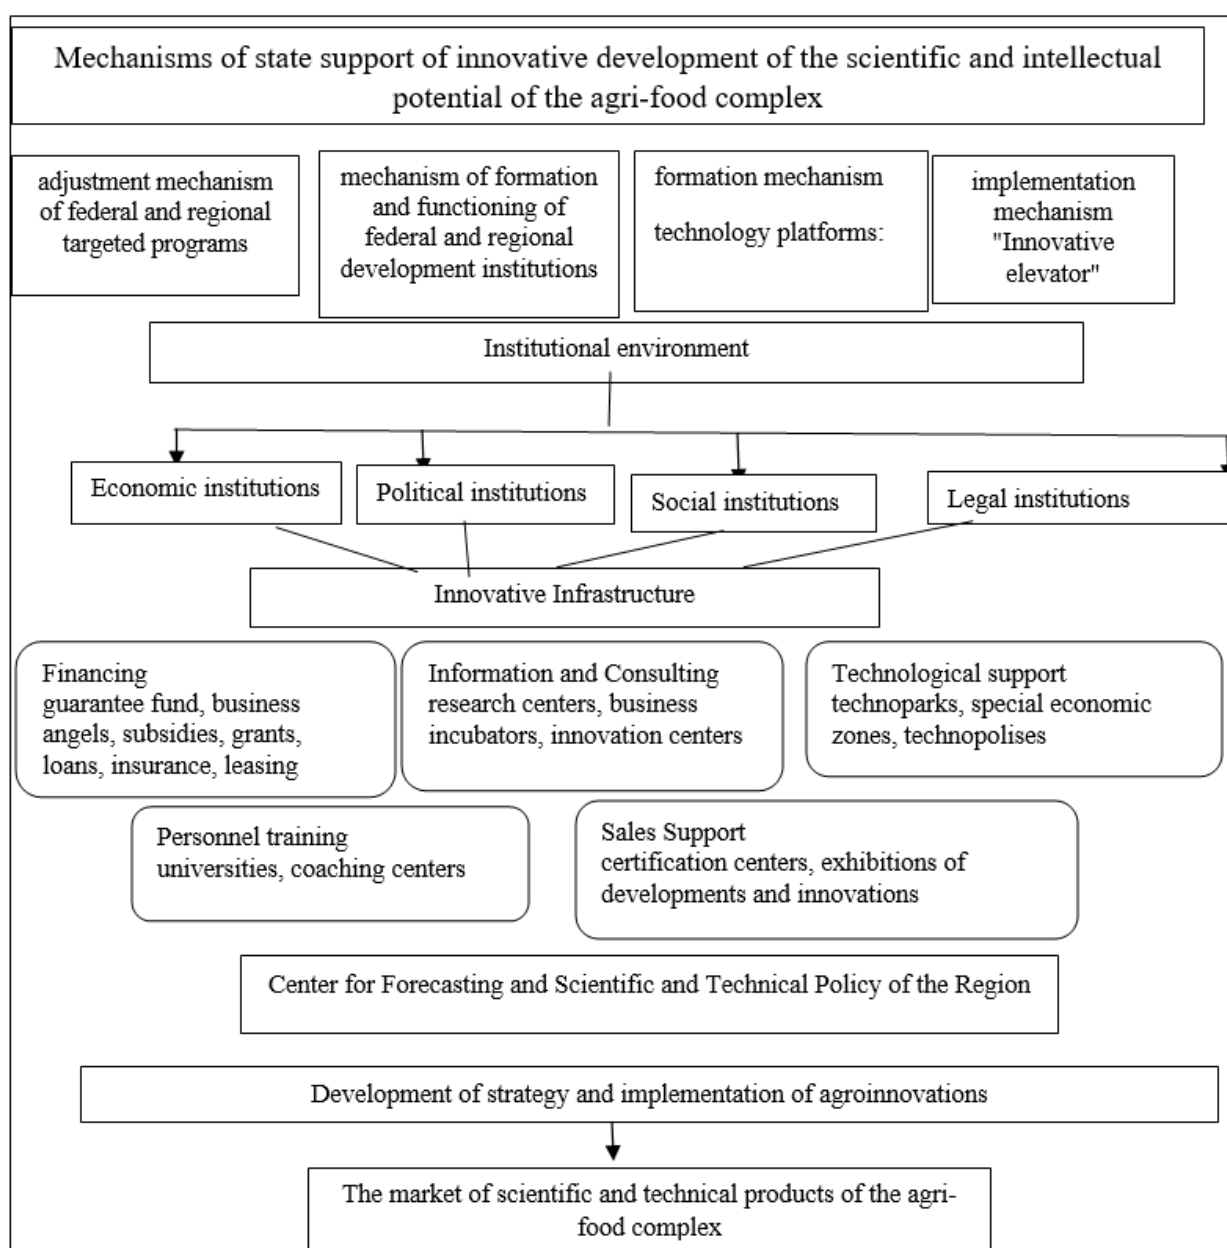 Mechanisms of state support of innovative development of the scientific and intellectual
potential of the agri-food complex
adjustment mechanism
of federal and regional
targeted programs
mechanism of formation
and functioning of
federal and regional
development institutions
formation mechanism
technology platforms:
implementation
mechanism
"Innovative
elevator"
Institutional environment
Economic institutions
Political institutions
Social institutions
Legal institutions
Innovative Infrastructure
Financing
guarantee fund, business
angels, subsidies, grants,
loans, insurance, leasing
Information and Consulting
research centers, business
incubators, innovation centers
Technological support
technoparks, special economic
zones, technopolises
Personnel training
universities, coaching centers
Sales Support
certification centers, exhibitions of
developments and innovations
Center for Forecasting and Scientific and Technical Policy of the Region
Development of strategy and implementation of agroinnovations
The market of scientific and technical products of the agri-
food complex